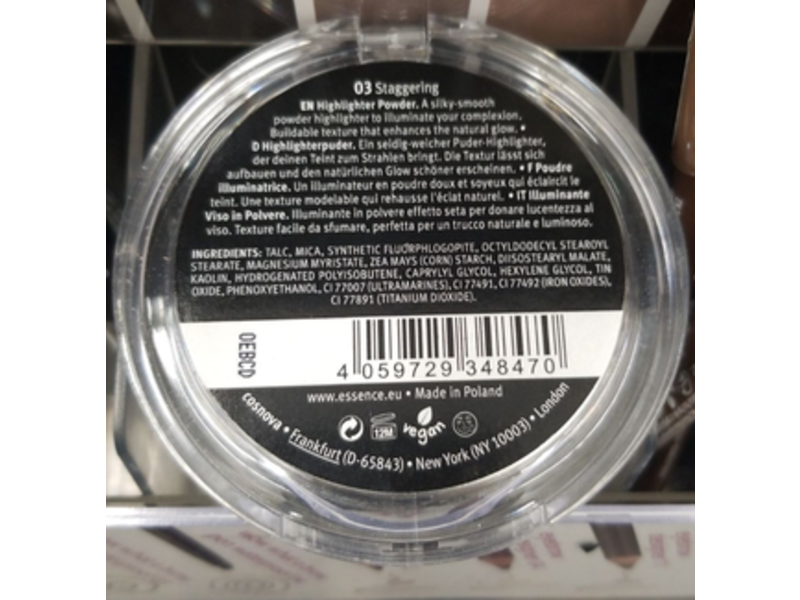 03 Staggering
EN Highlighter Powder. A silky-smooth
powder highlighter to illuminate your complexion.
Buildable texture that enhances the natural glow. •
D Highlighterpuder. Ein seidig-weicher Puder-Highlighter,
der deinen Teint zum Strahlen bringt. Die Textur lässt sich
aufbauen und den natürlichen Glow schöner erscheinen. • F Poudre
illuminatrice. Un illuminateur en poudre doux et soyeux qui éclaircit le
teint. Une texture modelable qui rehausse l'éclat naturel. • IT Illuminante
Viso in Polvere. Illuminante in polvere effetto seta per donare lucentezza al
viso. Texture facile da sfumare, perfetta per un trucco naturale e luminoso.
INGREDIENTS: TALC, MICA, SYNTHETIC FLUORPHLOGOPITE, OCTYLDODECYL STEAROYL
STEARATE, MAGNESIUM MYRISTATE, ZEA MAYS (CORN) STARCH, DIISOSTEARYL MALATE,
KAOLIN, HYDROGENATED POLYISOBUTENE, CAPRYLYL GLYCOL, HEXYLENE GLYCOL, TIN
OXIDE, PHENOXYETHANOL, CI 77007 (ULTRAMARINES), CI 77491, CI 77492 (IRON OXIDES),
CI 77891 (TITANIUM DIOXIDE).
OEBCD
4 059729 348470
www.essence.eu • Made in Poland
12M vegan
cosnova • Frankfurt (D-65843) • New York (NY 10003) • London